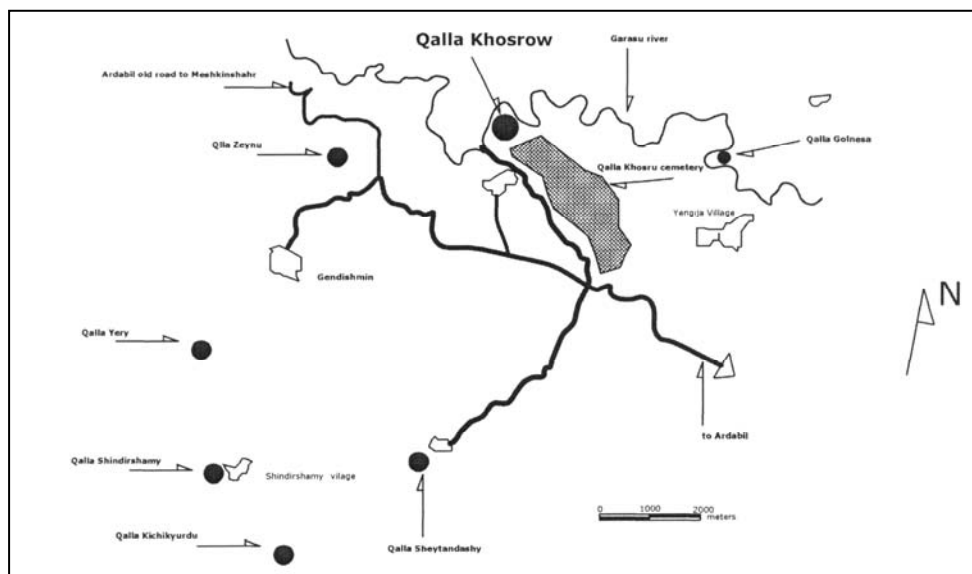 Qalla Khosrow
Garasu river
Ardabil old road to Meshkinshahr
Qlla Zeynu
Qalla Golnesa
Qalla Khosru cemetery
Yengija Village
Gendishmin
N
Qalla Yery
to Ardabil
Qalla Shindirshamy
Shindirshamy vilage
0 1000 2000
meters
Qalla Kichikyurdu
Qalla Sheytandashy